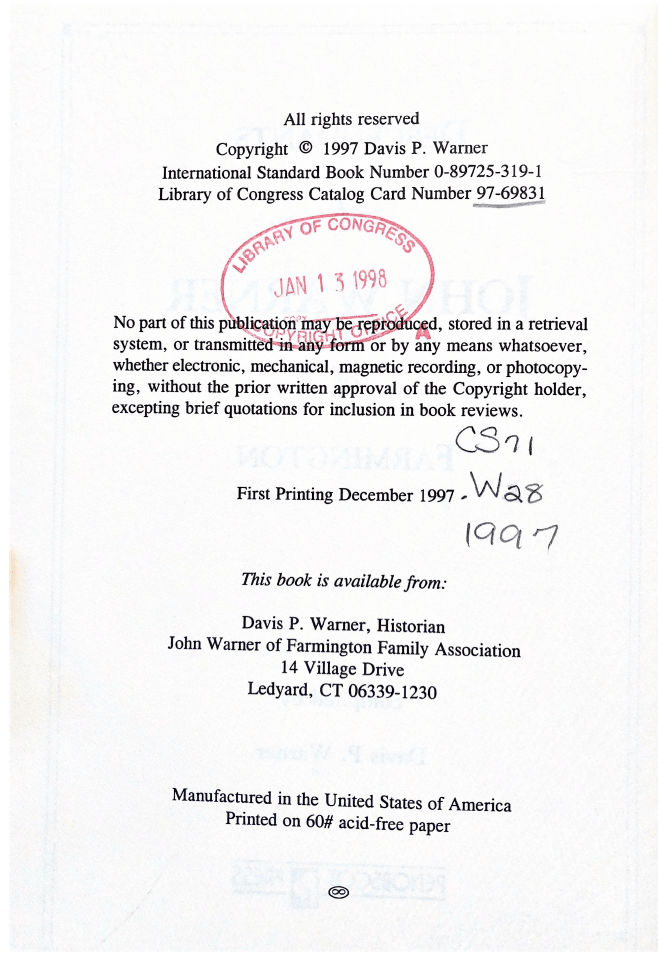 All rights reserved
Copyright © 1997 Davis P. Warner
International Standard Book Number 0-89725-319-1
Library of Congress Catalog Card Number 97-69831
LIBRARY OF CONGRESS
JAN 13 1998
COPY
COPYRIGHT OFFICE
A
No part of this publication may be reproduced, stored in a retrieval
system, or transmitted in any form or by any means whatsoever,
whether electronic, mechanical, magnetic recording, or photocopy-
ing, without the prior written approval of the Copyright holder,
excepting brief quotations for inclusion in book reviews.
CS71
First Printing December 1997 . W28
1997
This book is available from:
Davis P. Warner, Historian
John Warner of Farmington Family Association
14 Village Drive
Ledyard, CT 06339-1230
Manufactured in the United States of America
Printed on 60# acid-free paper